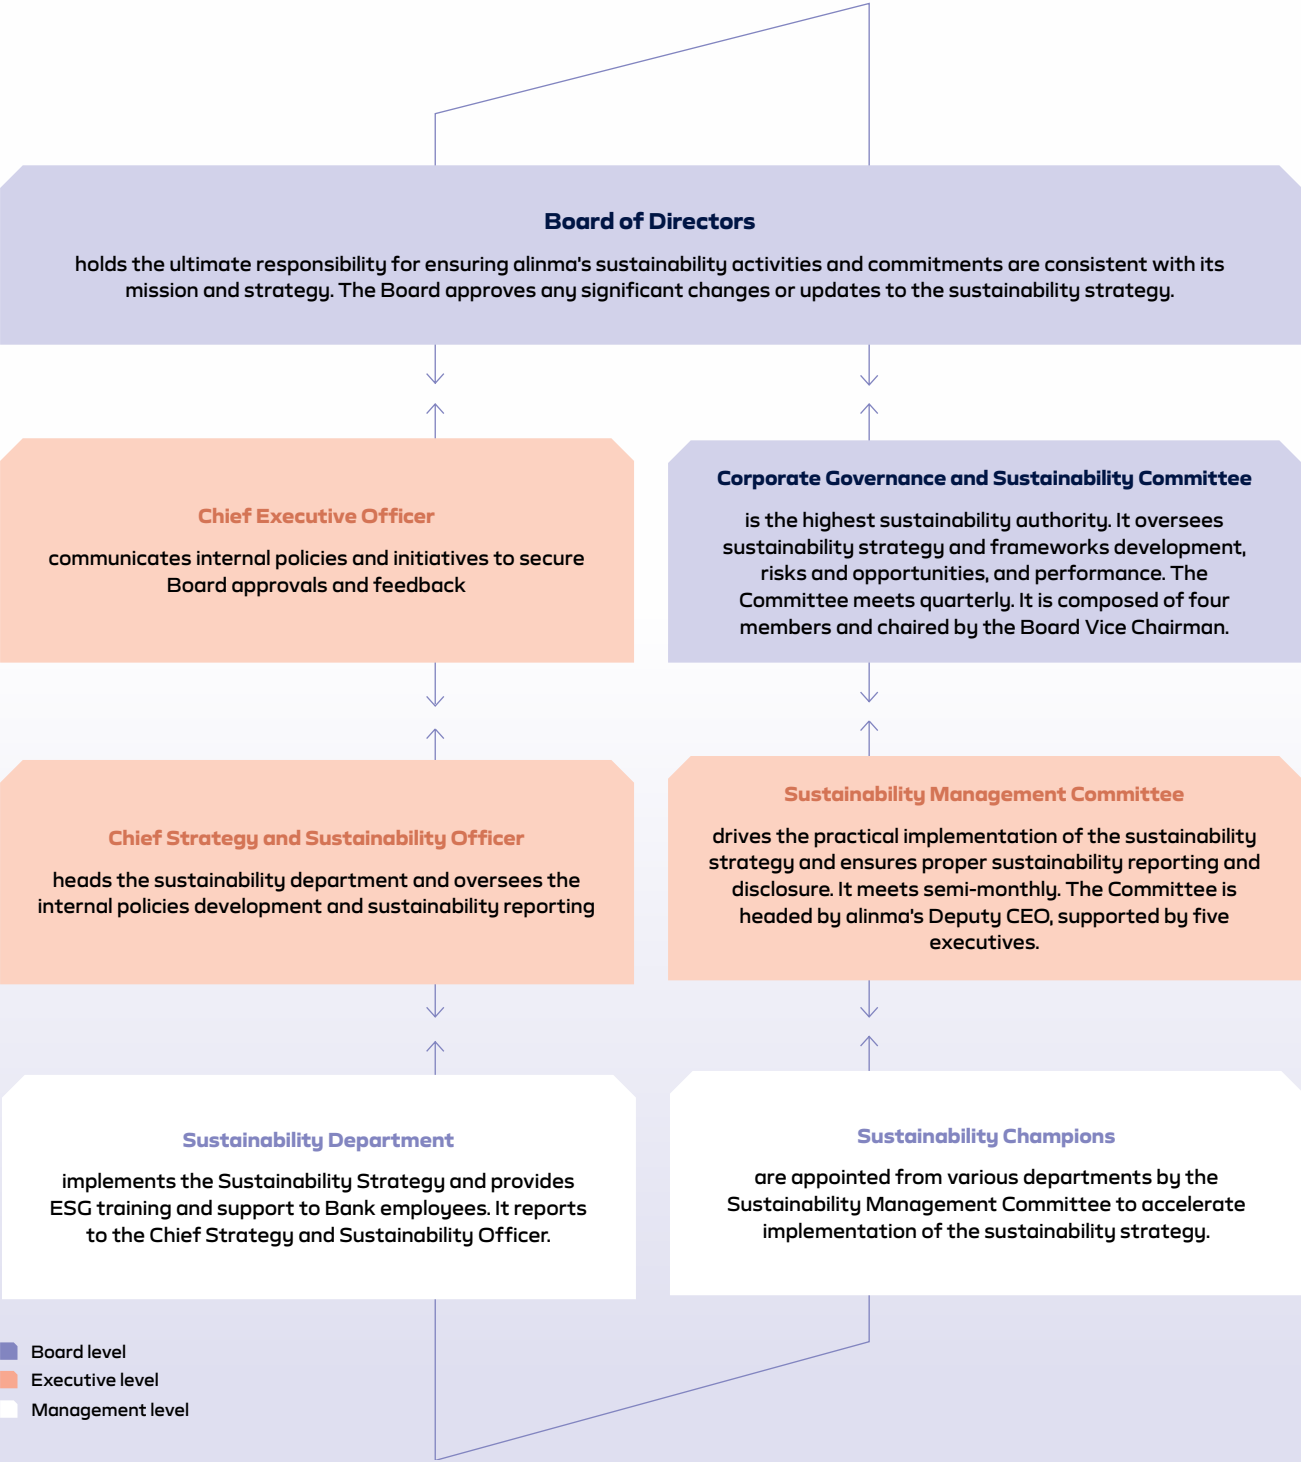 Board of Directors
holds the ultimate responsibility for ensuring alinma's sustainability activities and commitments are consistent with its
mission and strategy. The Board approves any significant changes or updates to the sustainability strategy.
Chief Executive Officer
communicates internal policies and initiatives to secure
Board approvals and feedback
Corporate Governance and Sustainability Committee
is the highest sustainability authority. It oversees
sustainability strategy and frameworks development,
risks and opportunities, and performance. The
Committee meets quarterly. It is composed of four
members and chaired by the Board Vice Chairman.
Chief Strategy and Sustainability Officer
heads the sustainability department and oversees the
internal policies development and sustainability reporting
Sustainability Management Committee
drives the practical implementation of the sustainability
strategy and ensures proper sustainability reporting and
disclosure. It meets semi-monthly. The Committee is
headed by alinma's Deputy CEO, supported by five
executives.
Sustainability Department
implements the Sustainability Strategy and provides
ESG training and support to Bank employees. It reports
to the Chief Strategy and Sustainability Officer.
Sustainability Champions
are appointed from various departments by the
Sustainability Management Committee to accelerate
implementation of the sustainability strategy.
Board level
Executive level
Management level